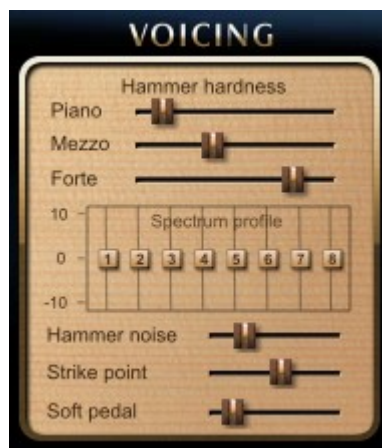 VOICING
Hammer hardness
Piano
Mezzo
Forte
10
Spectrum profile
0
1 2 3 4 5 6 7 8
-10
Hammer noise
Strike point
Soft pedal